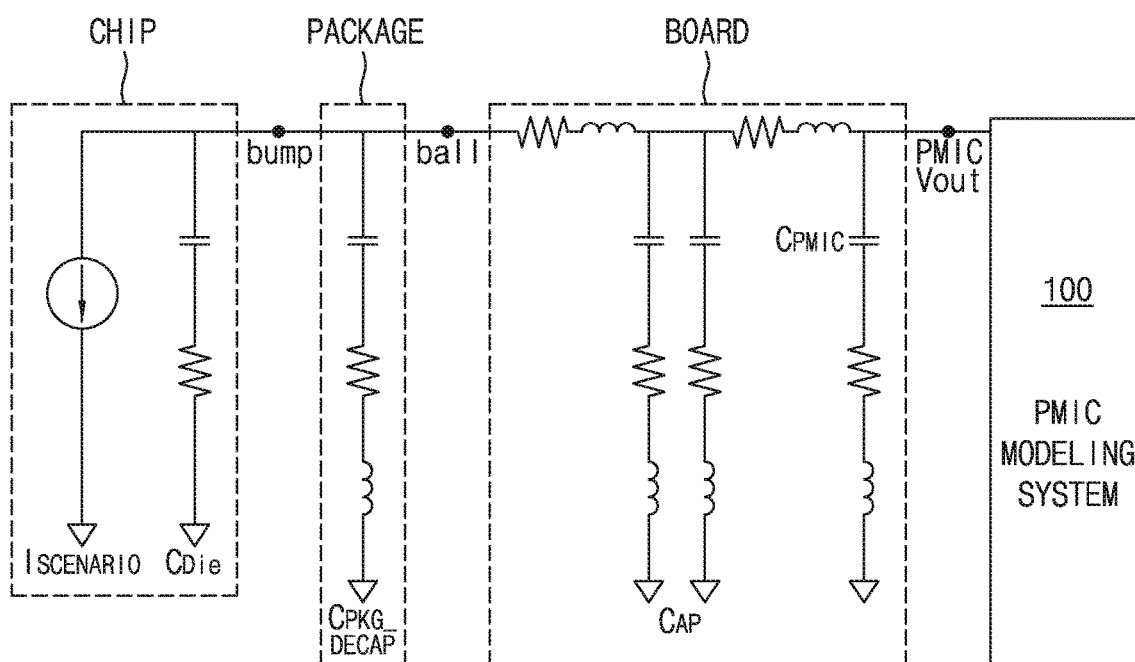 CHIP
PACKAGE
BOARD
bump
ball
PMIC
Vout
CPMIC
100
PMIC
MODELING
SYSTEM
ISCENARIO
CDie
CPKG_
DECAP
CAP